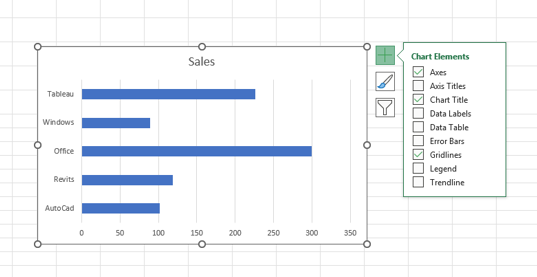 Sales
Tableau
Windows
Office
Revits
AutoCad
0 50 100 150 200 250 300 350
Chart Elements
Axes
Axis Titles
Chart Title
Data Labels
Data Table
Error Bars
Gridlines
Legend
Trendline